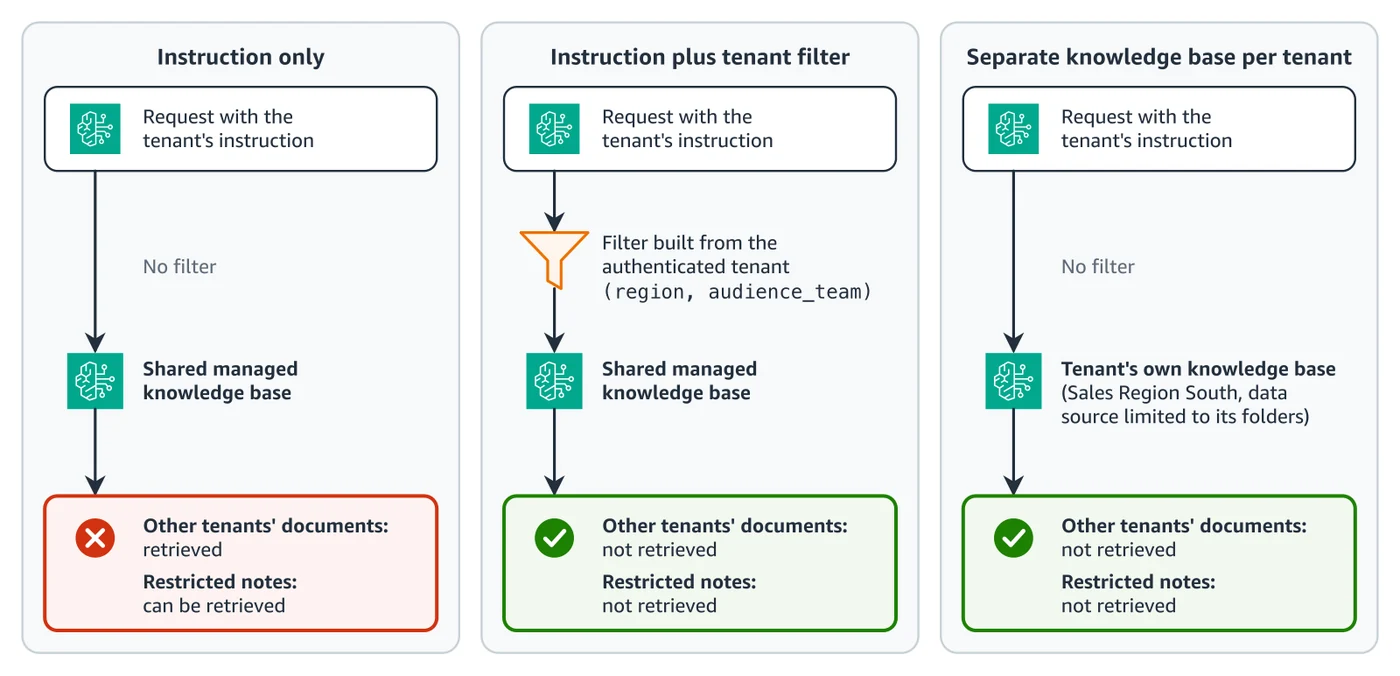 Instruction only
Request with the
tenant's instruction
No filter
Shared managed
knowledge base
Other tenants' documents:
retrieved
Restricted notes:
can be retrieved
Instruction plus tenant filter
Request with the
tenant's instruction
Filter built from the
authenticated tenant
(region, audience_team)
Shared managed
knowledge base
Other tenants' documents:
not retrieved
Restricted notes:
not retrieved
Separate knowledge base per tenant
Request with the
tenant's instruction
No filter
Tenant's own knowledge base
(Sales Region South, data
source limited to its folders)
Other tenants' documents:
not retrieved
Restricted notes:
not retrieved